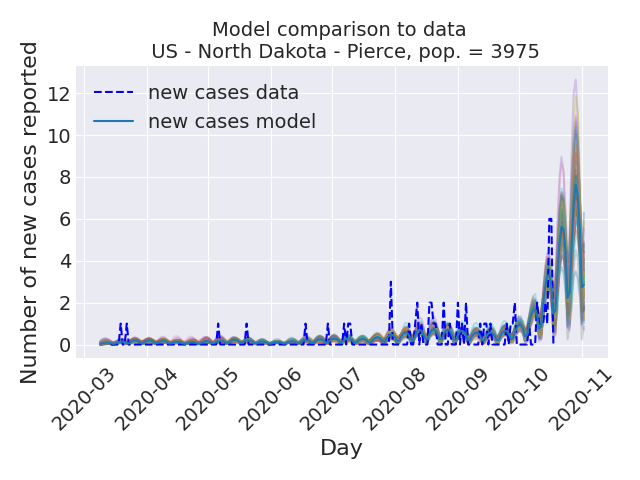 Model comparison to data
US - North Dakota - Pierce, pop. = 3975
Number of new cases reported
12
10
8
6
4
2
0
new cases data
new cases model
2020-03
2020-04
2020-05
2020-06
2020-07
2020-08
2020-09
2020-10
2020-11
Day